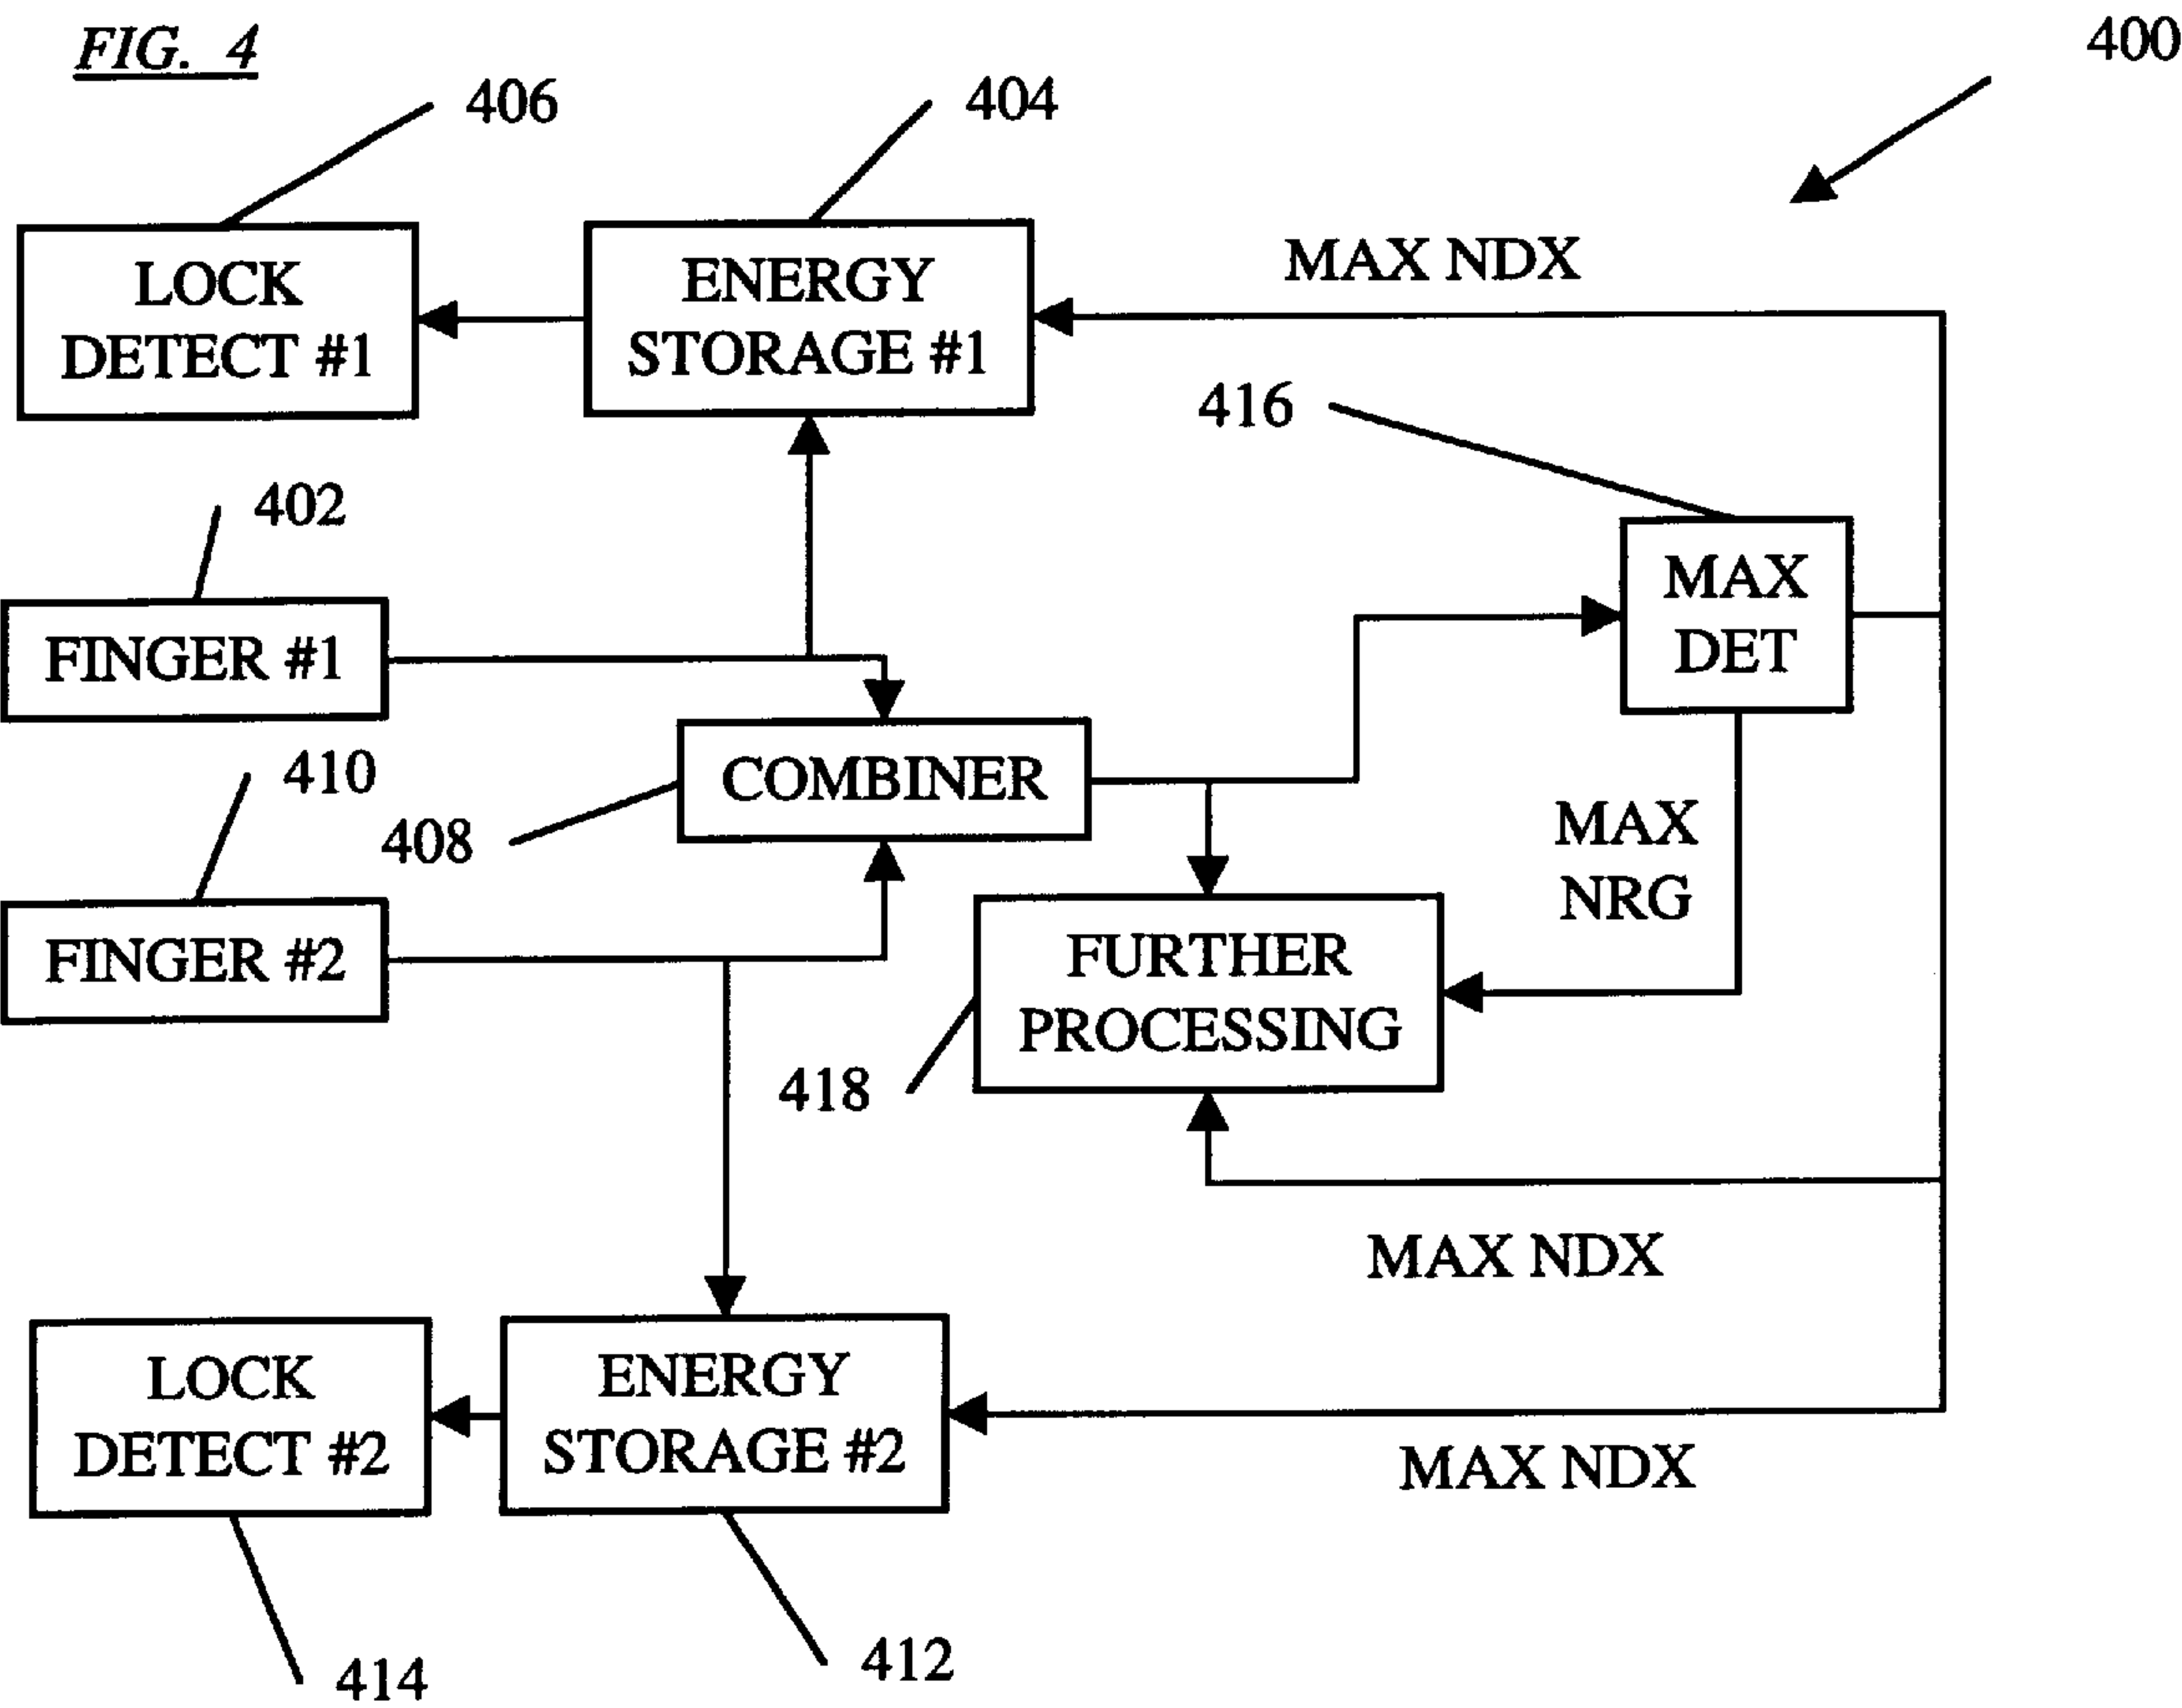 FIG. 4
400
406
404
LOCK
DETECT #1
ENERGY
STORAGE #1
MAX NDX
416
402
MAX
DET
FINGER #1
410
COMBINER
408
MAX
NRG
FINGER #2
FURTHER
PROCESSING
418
MAX NDX
LOCK
DETECT #2
ENERGY
STORAGE #2
MAX NDX
412
414